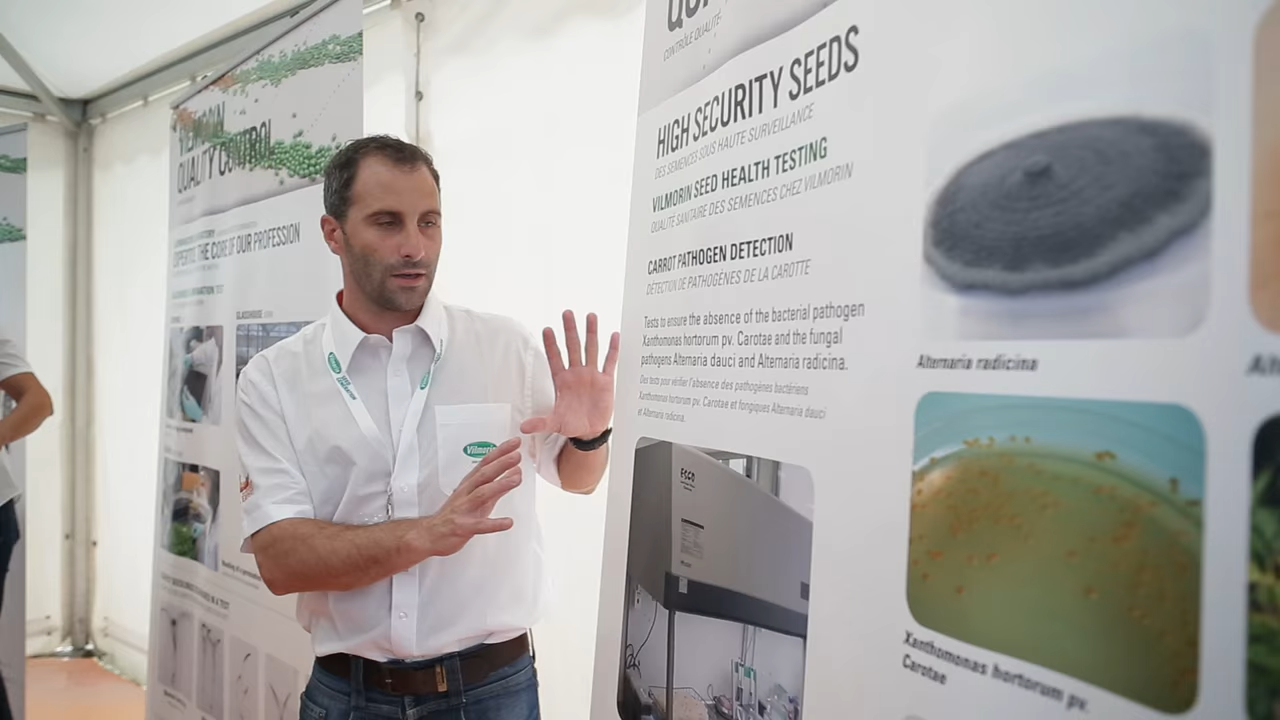 VILMORIN
QUALITY CONTROL
EXPERTISE, THE CORE OF OUR PROFESSION
GLASSHOUSE
Vilmorin
CONTRÔLE QUALITÉ
HIGH SECURITY SEEDS
DES SEMENCES SOUS HAUTE SURVEILLANCE
VILMORIN SEED HEALTH TESTING
QUALITÉ SANITAIRE DES SEMENCES CHEZ VILMORIN
CARROT PATHOGEN DETECTION
DÉTECTION DE PATHOGÈNES DE LA CAROTTE
Tests to ensure the absence of the bacterial pathogen
Xanthomonas hortorum pv. Carotae and the fungal
pathogens Alternaria dauci and Alternaria radicina.
Des tests pour vérifier l'absence des pathogènes bactériens
Xanthomonas hortorum pv. Carotae et fongiques Alternaria dauci
et Alternaria radicina.
ESCO
Alternaria radicina
Xanthomonas hortorum pv.
Carotae